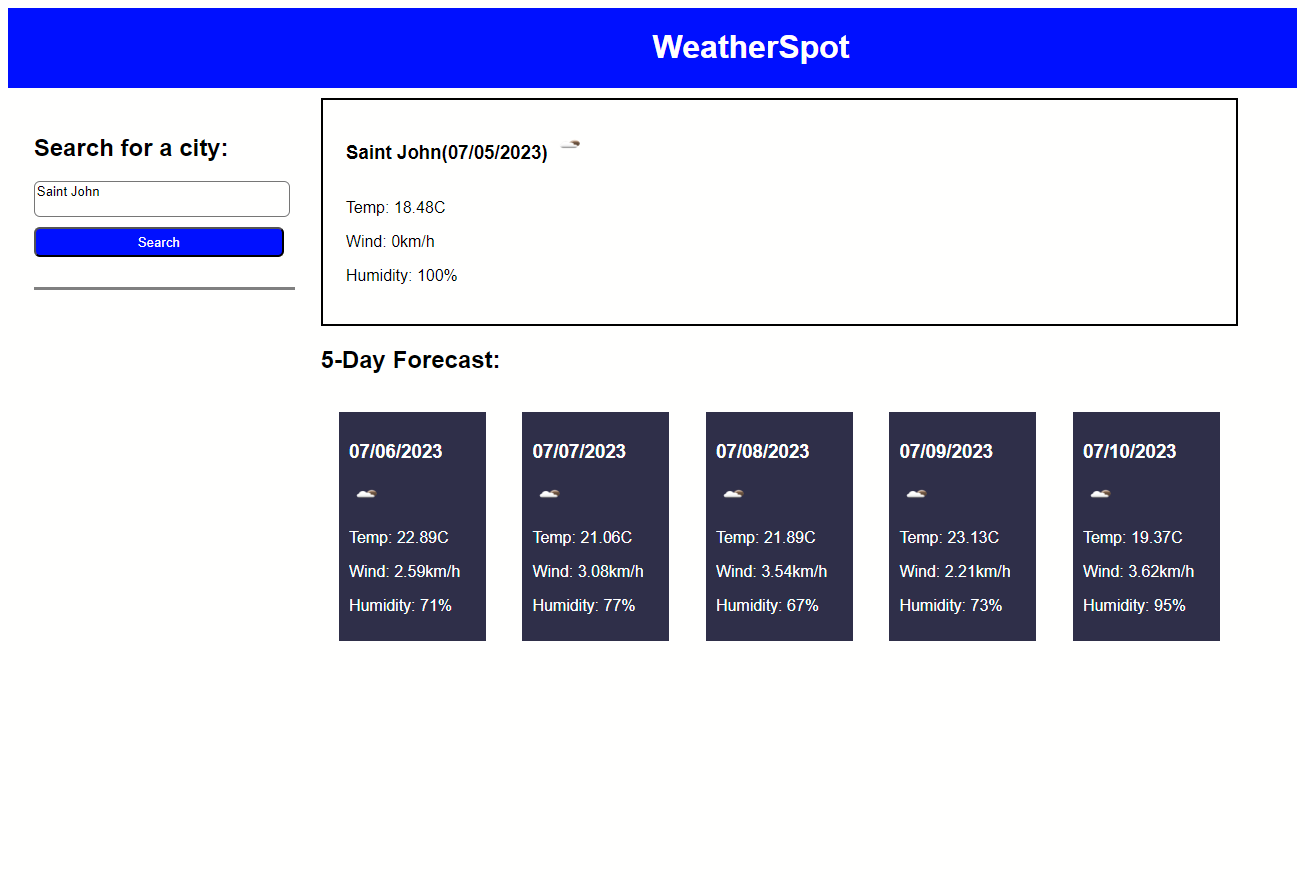 WeatherSpot
Search for a city:
Saint John
Search
Saint John(07/05/2023)
Temp: 18.48C
Wind: 0km/h
Humidity: 100%
5-Day Forecast:
07/06/2023
Temp: 22.89C
Wind: 2.59km/h
Humidity: 71%
07/07/2023
Temp: 21.06C
Wind: 3.08km/h
Humidity: 77%
07/08/2023
Temp: 21.89C
Wind: 3.54km/h
Humidity: 67%
07/09/2023
Temp: 23.13C
Wind: 2.21km/h
Humidity: 73%
07/10/2023
Temp: 19.37C
Wind: 3.62km/h
Humidity: 95%